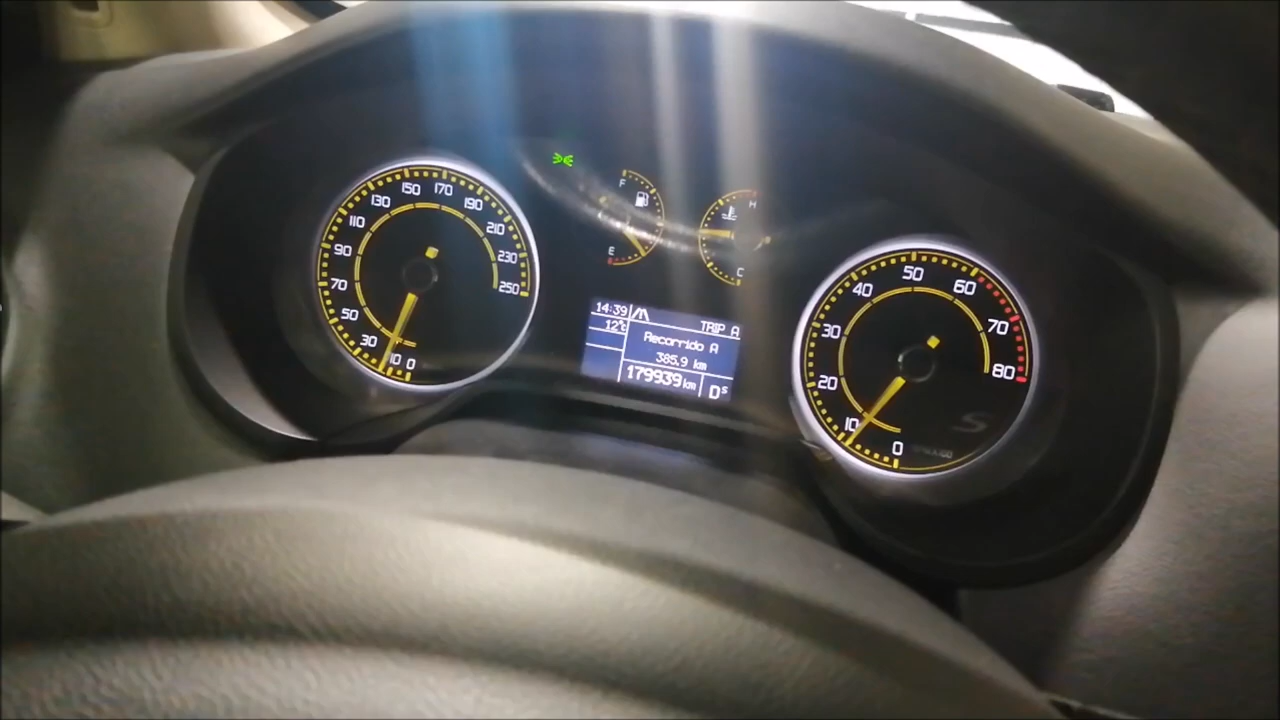 150 170
130 190
110 210
90 230
70 250
50
30
10
0
F
E
H
C
14:39 TRIP A
12°c Recorrido A
385.9 km
179939 km D S
50
40 60
30 70
20 80
10
0
S